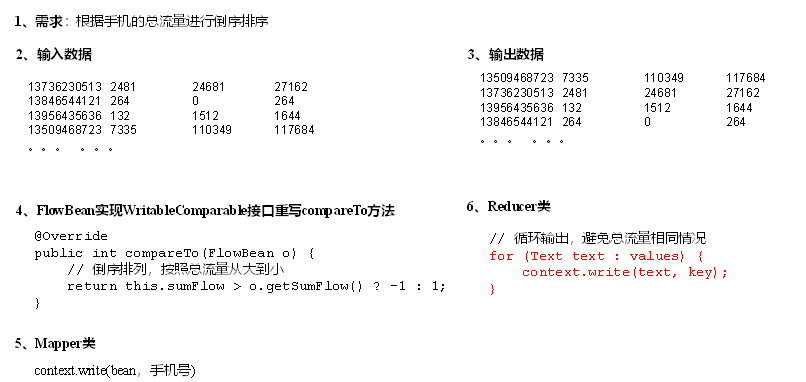 1、需求：根据手机的总流量进行倒序排序
2、输入数据
13736230513 2481 24681 27162
13846544121 264 0 264
13956435636 132 1512 1644
13509468723 7335 110349 117684
。。。 。。。
3、输出数据
13509468723 7335 110349 117684
13736230513 2481 24681 27162
13956435636 132 1512 1644
13846544121 264 0 264
。。。 。。。
4、FlowBean实现WritableComparable接口重写compareTo方法
@Override
public int compareTo(FlowBean o) {
// 倒序排列，按照总流量从大到小
return this.sumFlow > o.getSumFlow() ? -1 : 1;
}
5、Mapper类
context.write(bean，手机号)
6、Reducer类
// 循环输出，避免总流量相同情况
for (Text text : values) {
context.write(text, key);
}